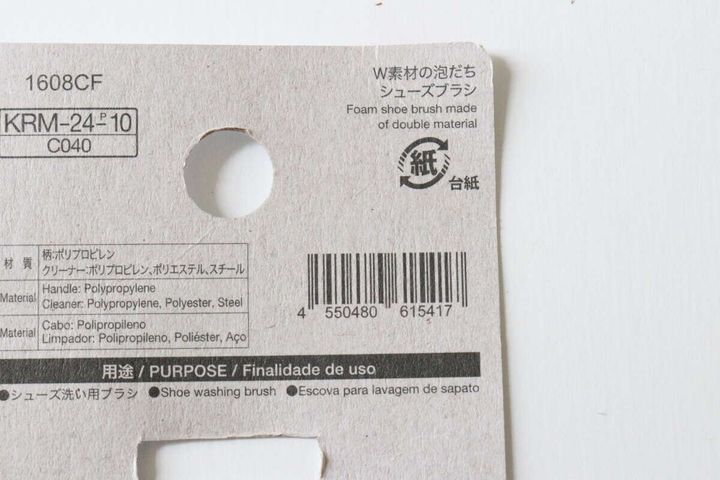 1608CF
KRM-24-P10
C040
W素材の泡だち
シューズブラシ
Foam shoe brush made
of double material
紙
台紙
材質
柄:ポリプロピレン
クリーナー:ポリプロピレン、ポリエステル、スチール
Material
Handle: Polypropylene
Cleaner: Polypropylene, Polyester, Steel
Material
Cabo: Polipropileno
Limpador: Polipropileno, Poliéster, Aço
4 550480 615417
用途 / PURPOSE / Finalidade de uso
●シューズ洗い用ブラシ ●Shoe washing brush ●Escova para lavagem de sapato